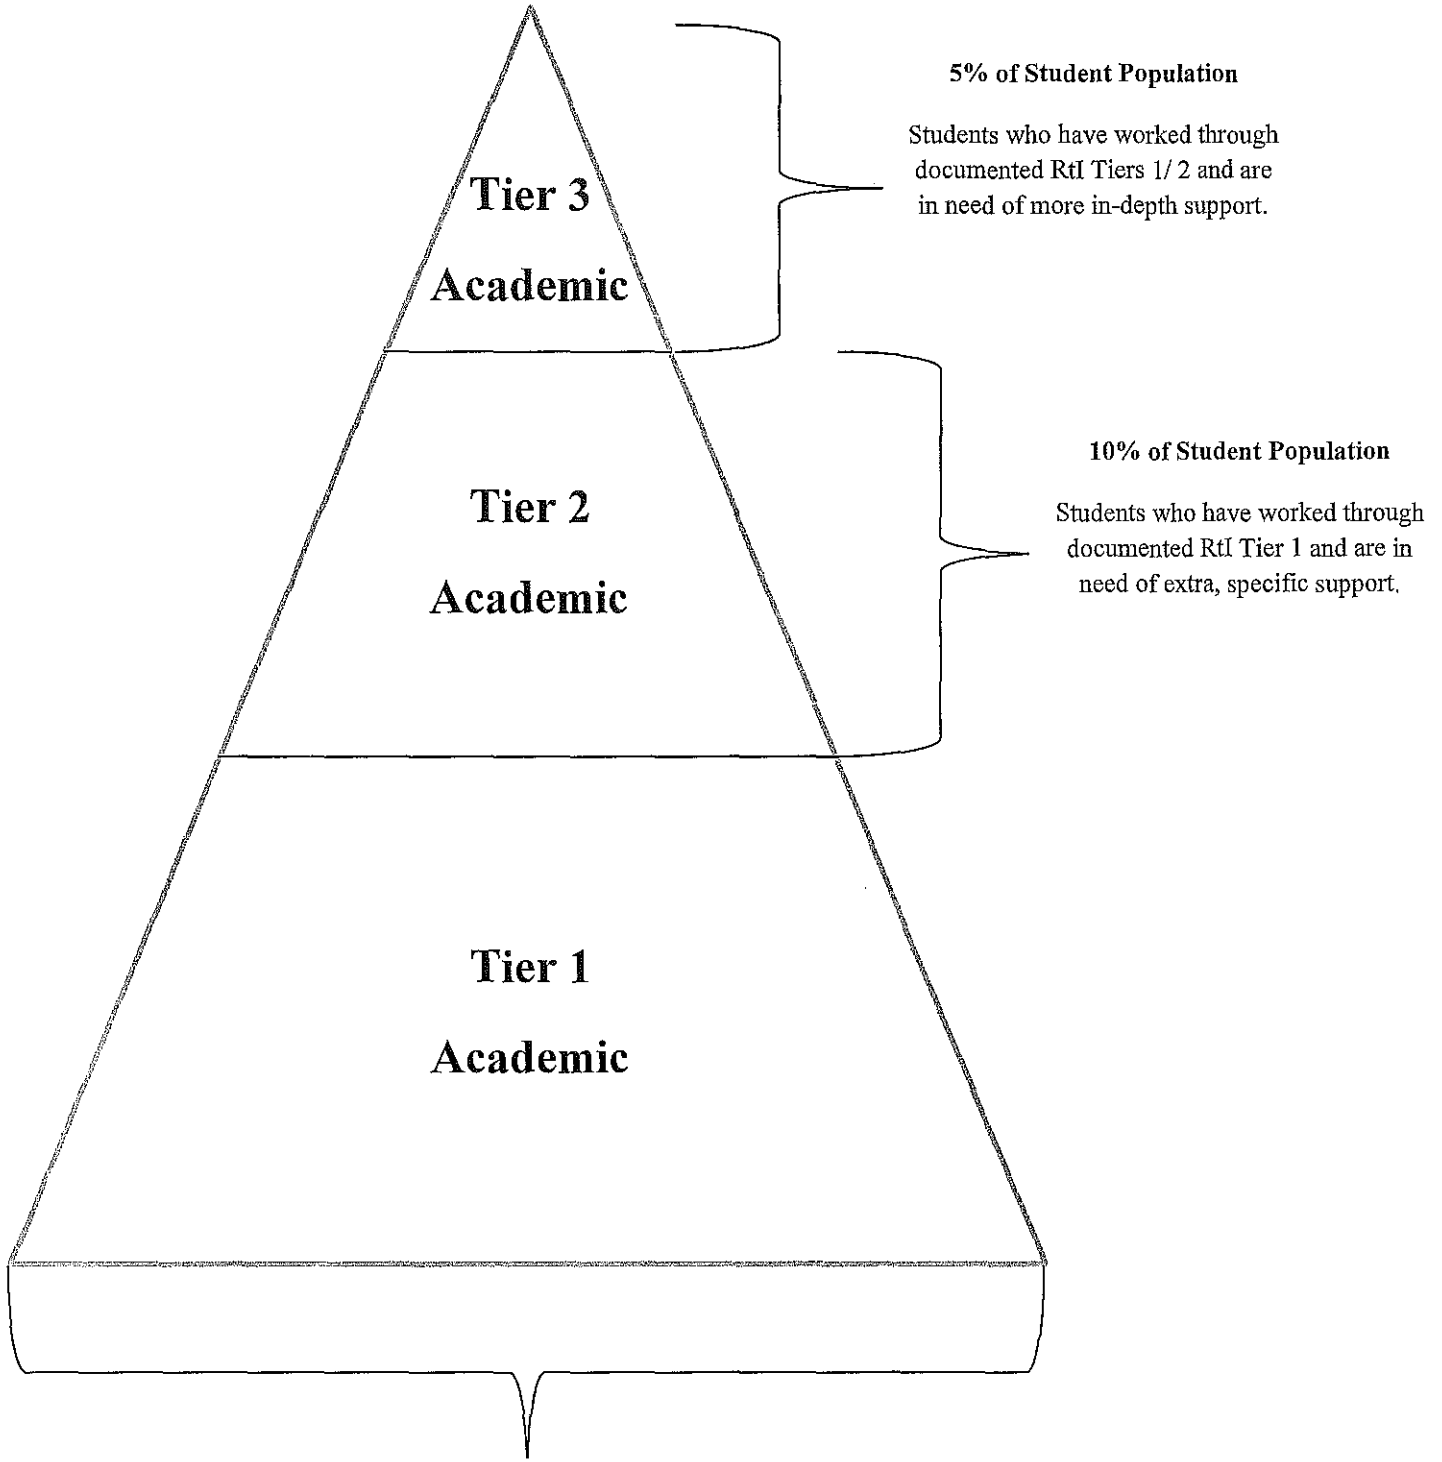 5% of Student Population
Students who have worked through
documented RtI Tiers 1/ 2 and are
in need of more in-depth support.
Tier 3
Academic
10% of Student Population
Students who have worked through
documented RtI Tier 1 and are in
need of extra, specific support.
Tier 2
Academic
Tier 1
Academic